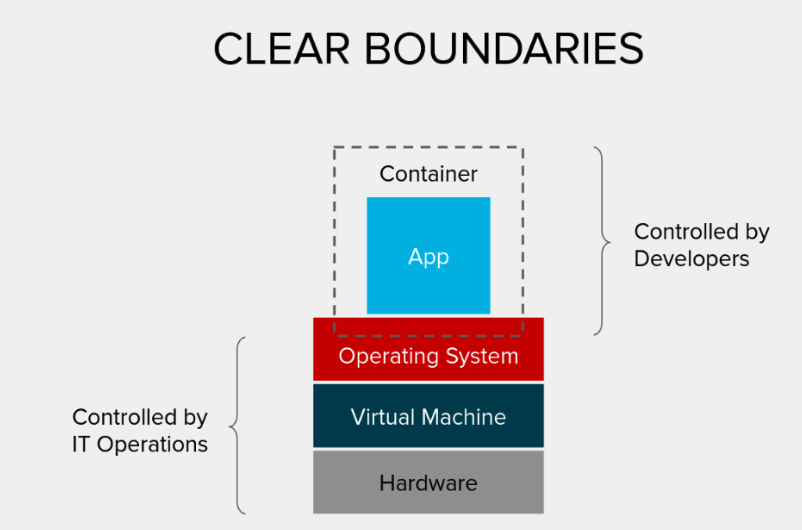 CLEAR BOUNDARIES
Container
App
Controlled by
Developers
Operating System
Virtual Machine
Controlled by
IT Operations
Hardware